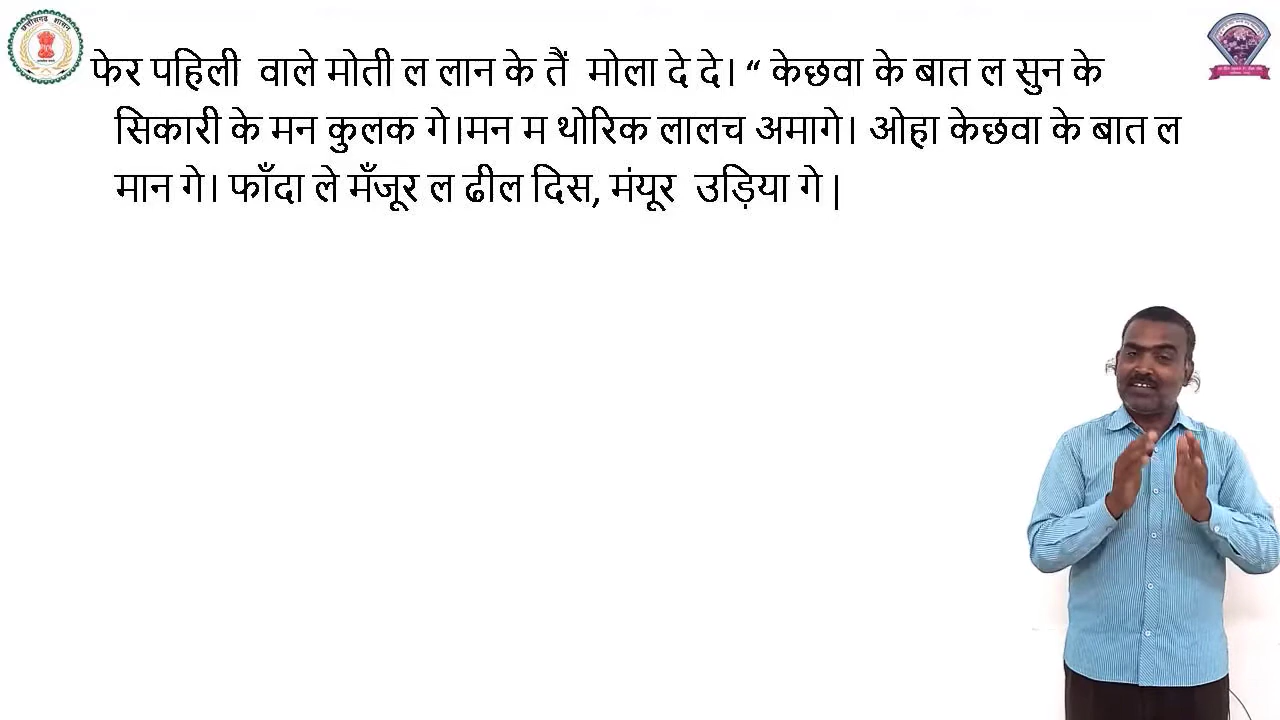 फेर पहिली वाले मोती ल लान के तैं मोला दे दे। “ केछवा के बात ल सुन के
सिकारी के मन कुलक गे।मन म थोरिक लालच अमागे। ओहा केछवा के बात ल
मान गे। फाँदा ले मँजूर ल ढील दिस, मंयूर उड़िया गे |